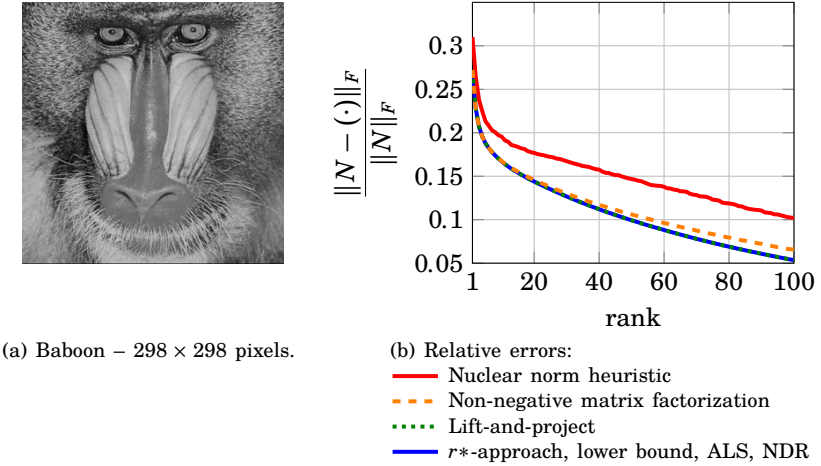 ‖N − (·)‖_F
‖N‖_F
0.3
0.25
0.2
0.15
0.1
0.05
1 20 40 60 80 100
rank
(a) Baboon – 298 × 298 pixels.
(b) Relative errors:
Nuclear norm heuristic
Non-negative matrix factorization
Lift-and-project
r∗-approach, lower bound, ALS, NDR